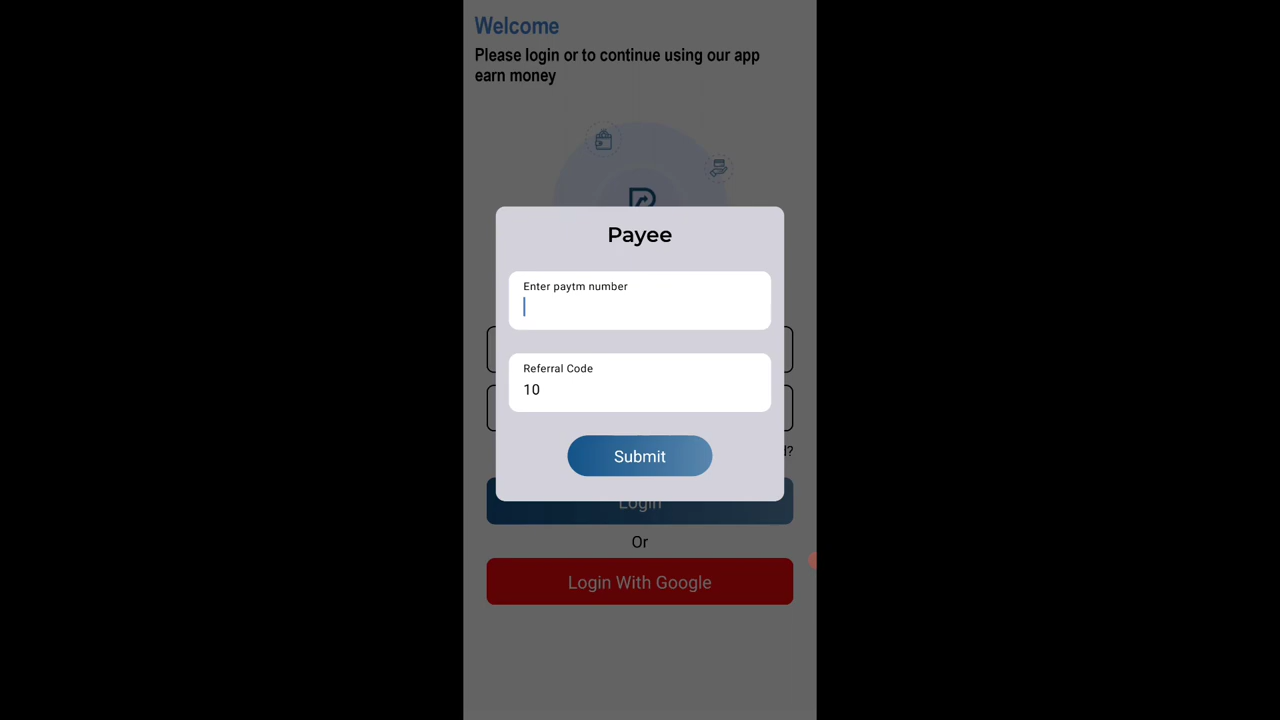 Welcome
Please login or to continue using our app
earn money
Payee
Enter paytm number
Referral Code
10
d?
Submit
Login
Or
Login With Google